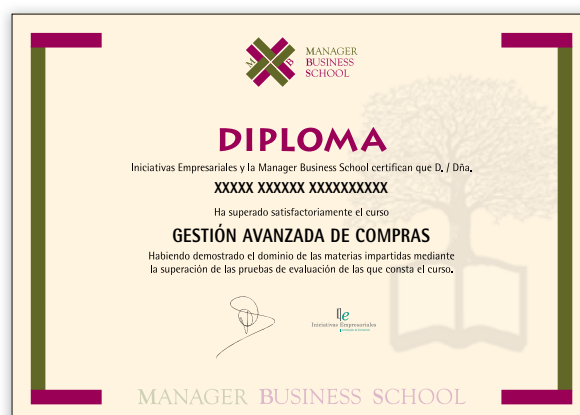 M B
MANAGER
BUSINESS
SCHOOL
DIPLOMA
Iniciativas Empresariales y la Manager Business School certifican que D. / Dña.
XXXXX XXXXXX XXXXXXXXXX
Ha superado satisfactoriamente el curso
GESTIÓN AVANZADA DE COMPRAS
Habiendo demostrado el dominio de las materias impartidas mediante
la superación de las pruebas de evaluación de las que consta el curso.
Iniciativas Empresariales
MANAGER BUSINESS SCHOOL